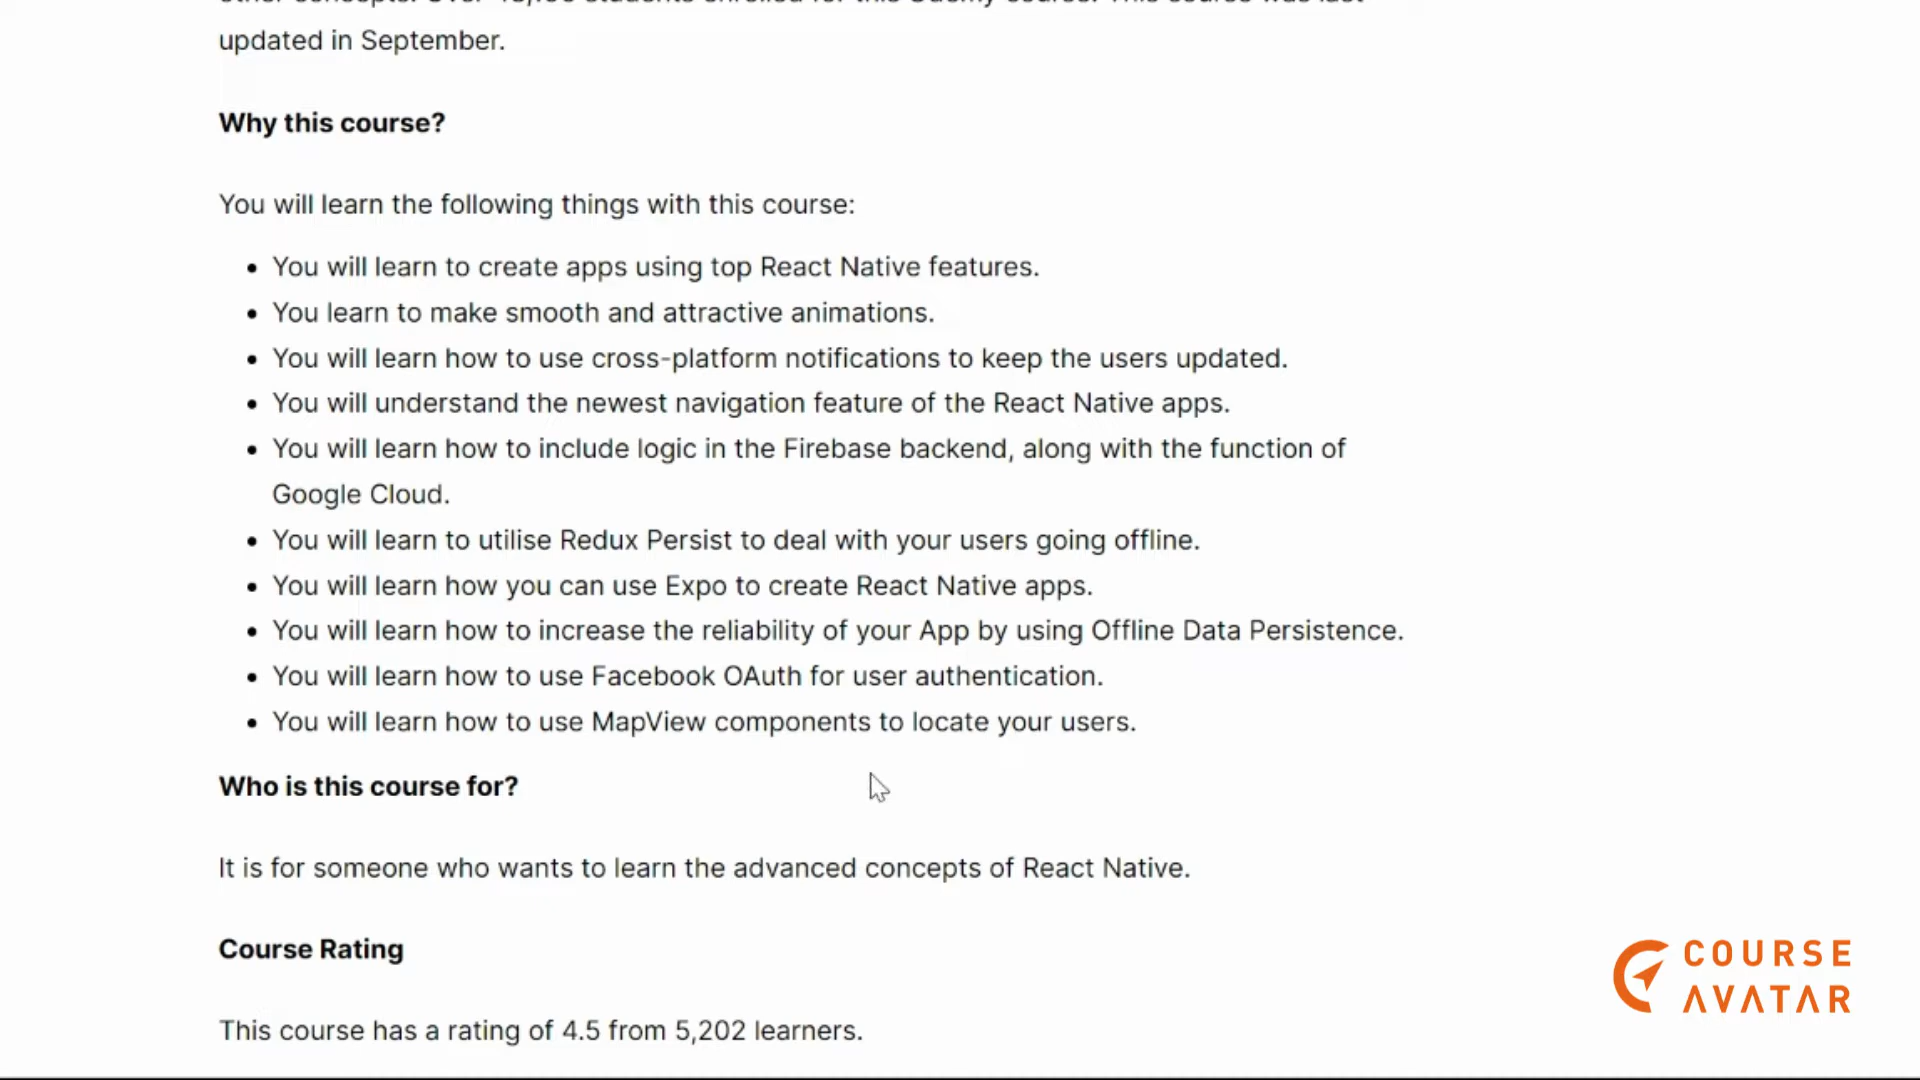 updated in September.
Why this course?
You will learn the following things with this course:
• You will learn to create apps using top React Native features.
• You learn to make smooth and attractive animations.
• You will learn how to use cross-platform notifications to keep the users updated.
• You will understand the newest navigation feature of the React Native apps.
• You will learn how to include logic in the Firebase backend, along with the function of
Google Cloud.
• You will learn to utilise Redux Persist to deal with your users going offline.
• You will learn how you can use Expo to create React Native apps.
• You will learn how to increase the reliability of your App by using Offline Data Persistence.
• You will learn how to use Facebook OAuth for user authentication.
• You will learn how to use MapView components to locate your users.
Who is this course for?
It is for someone who wants to learn the advanced concepts of React Native.
Course Rating
This course has a rating of 4.5 from 5,202 learners.
COURSE
AVATAR